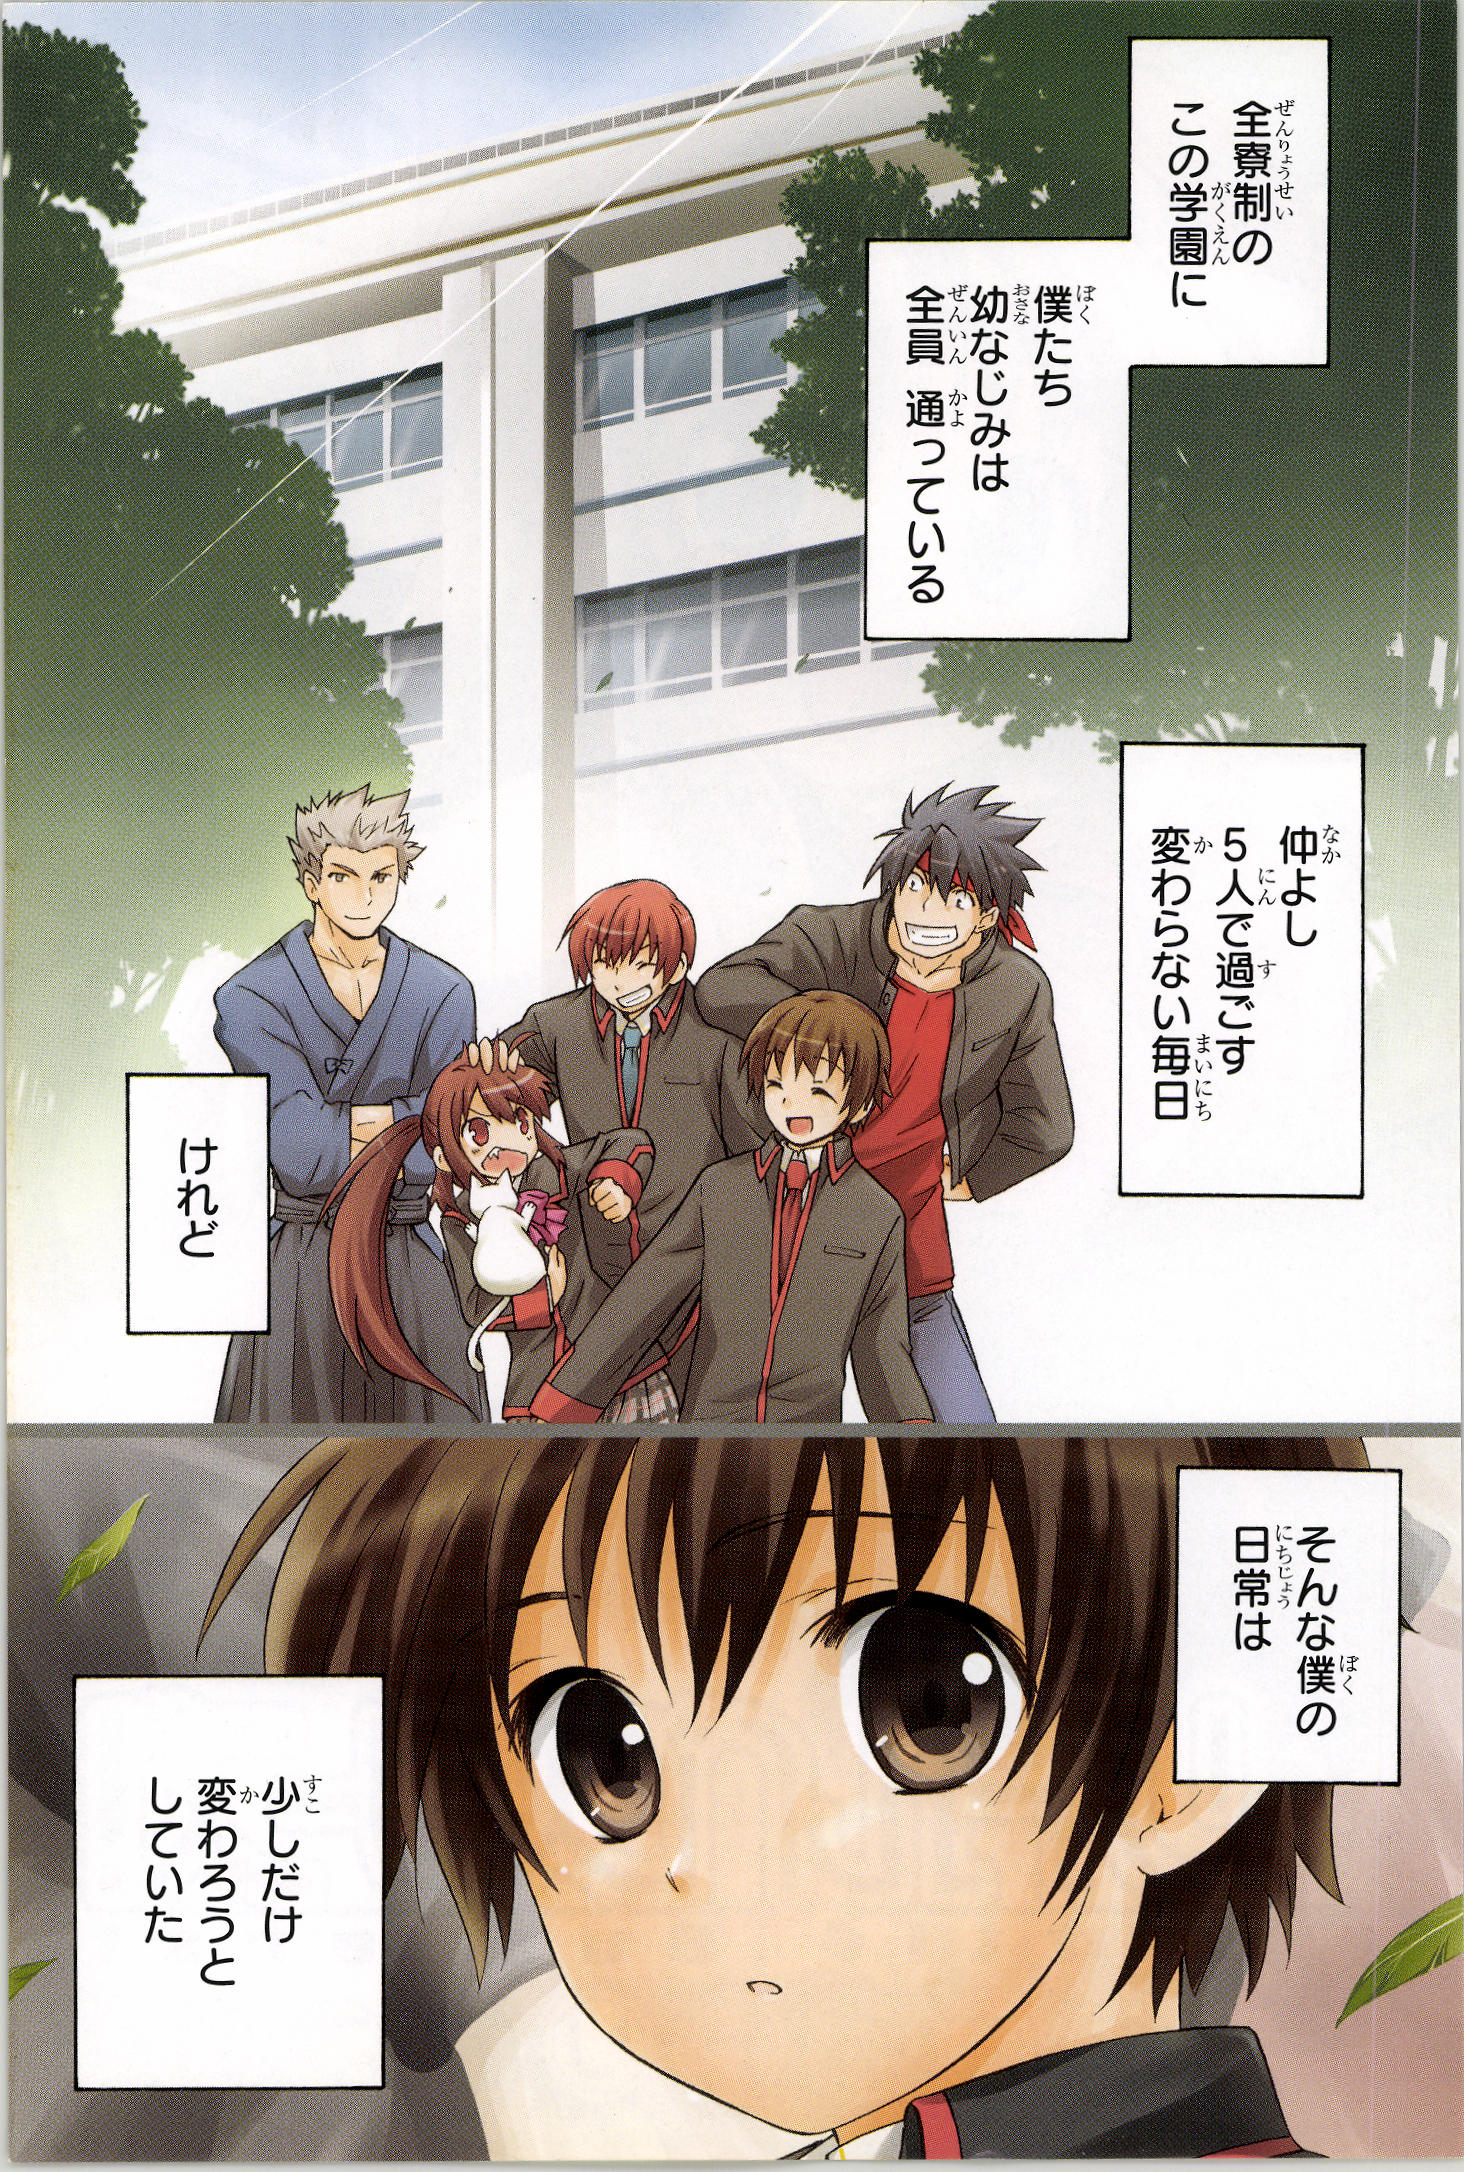 全寮制の
この学園に
僕たち
幼なじみは
全員 通っている
仲よし
5人で過ごす
変わらない毎日
けれど
そんな僕の
日常は
少しだけ
変わろうと
していた